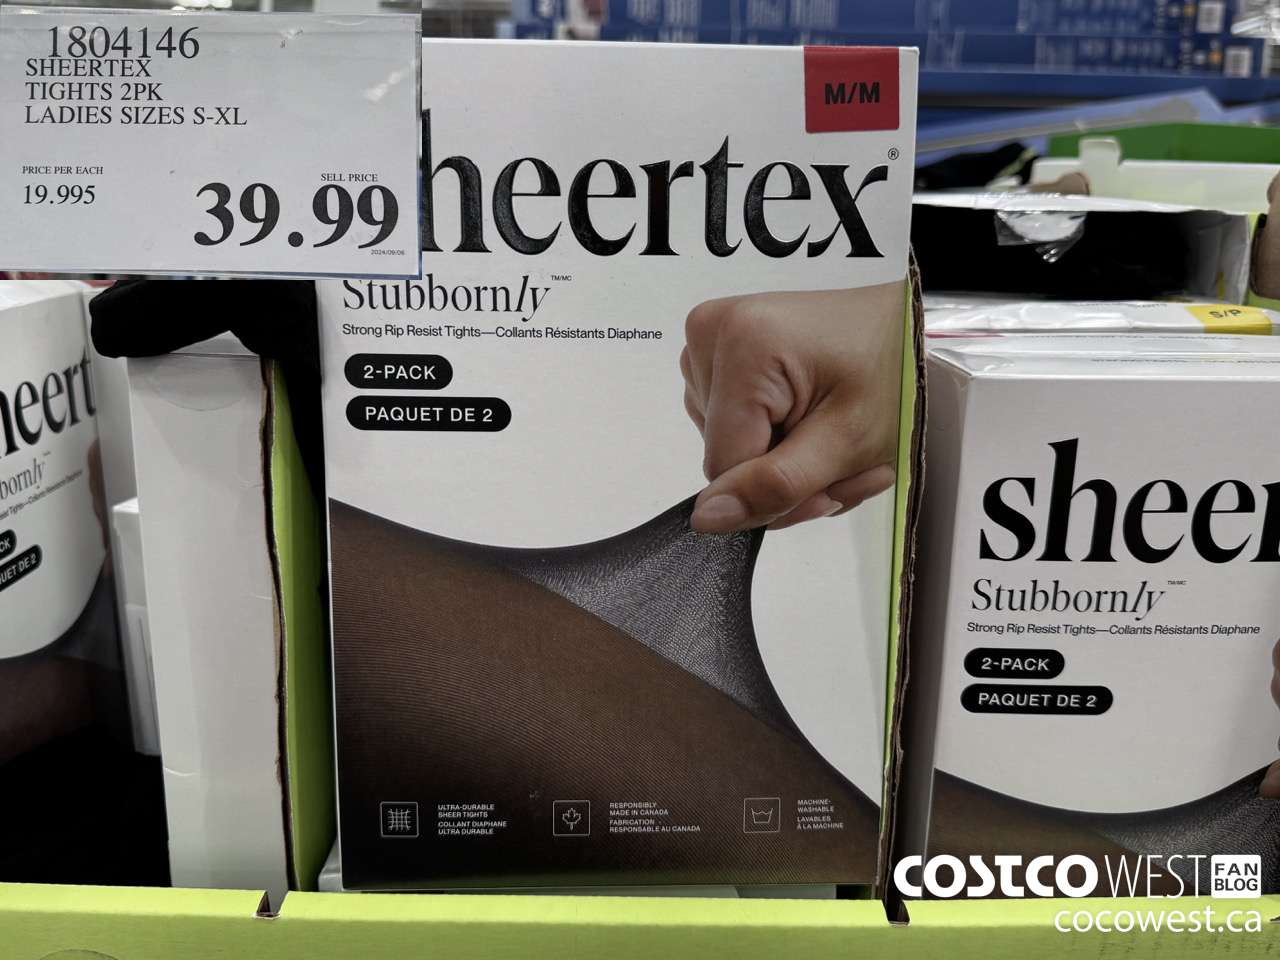 1804146
SHEERTEX
TIGHTS 2PK
LADIES SIZES S-XL
PRICE PER EACH
19.995
SELL PRICE
39.99
2024/09/06
M/M
heertex®
Stubbornly TM/MC
Strong Rip Resist Tights—Collants Résistants Diaphane
2-PACK
PAQUET DE 2
ULTRA-DURABLE
SHEER TIGHTS
COLLANT DIAPHANE
ULTRA DURABLE
RESPONSIBLY
MADE IN CANADA
FABRICATION
RESPONSABLE AU CANADA
MACHINE-
WASHABLE
LAVABLES
À LA MACHINE
heert
bornly
CK
UET DE 2
S/P
sheer
Stubbornly TM/MC
Strong Rip Resist Tights—Collants Résistants Diaphane
2-PACK
PAQUET DE 2
COSTCO WEST FAN BLOG
cocowest.ca